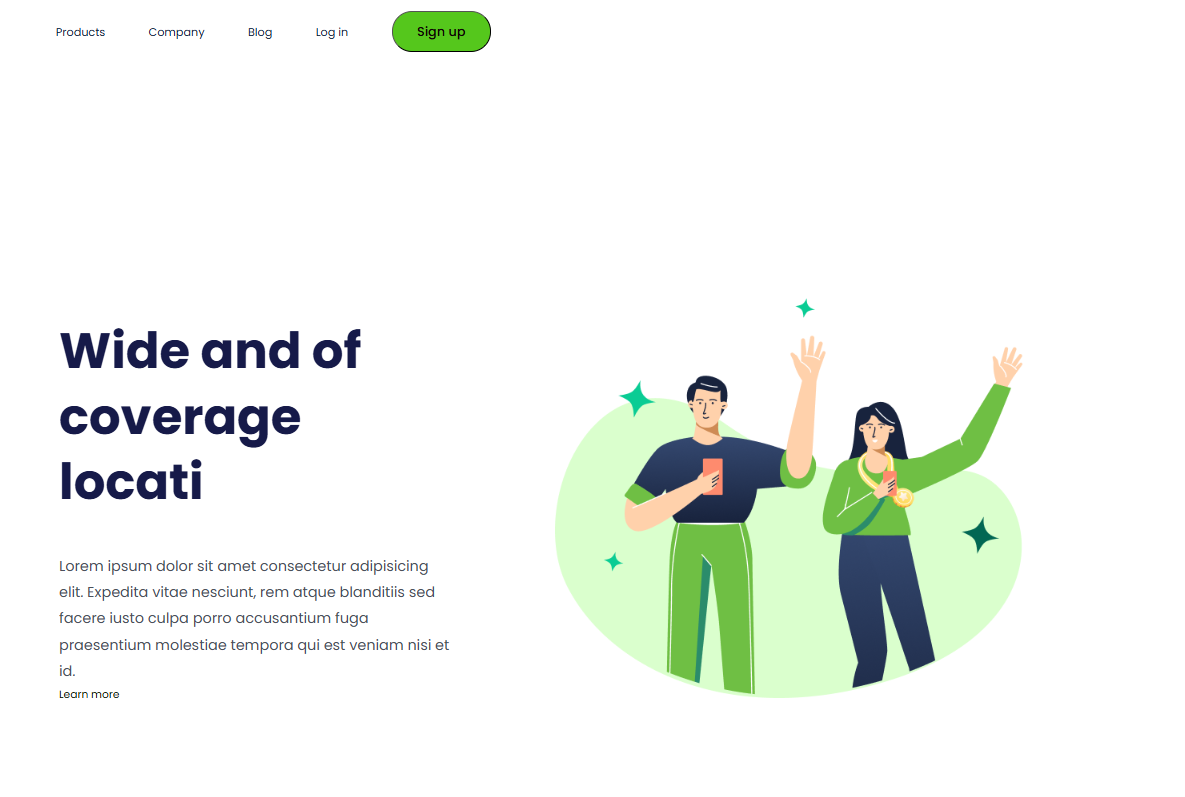 Products Company Blog Log in Sign up
Wide and of
coverage
locati
Lorem ipsum dolor sit amet consectetur adipisicing
elit. Expedita vitae nesciunt, rem atque blanditiis sed
facere iusto culpa porro accusantium fuga
praesentium molestiae tempora qui est veniam nisi et
id.
Learn more